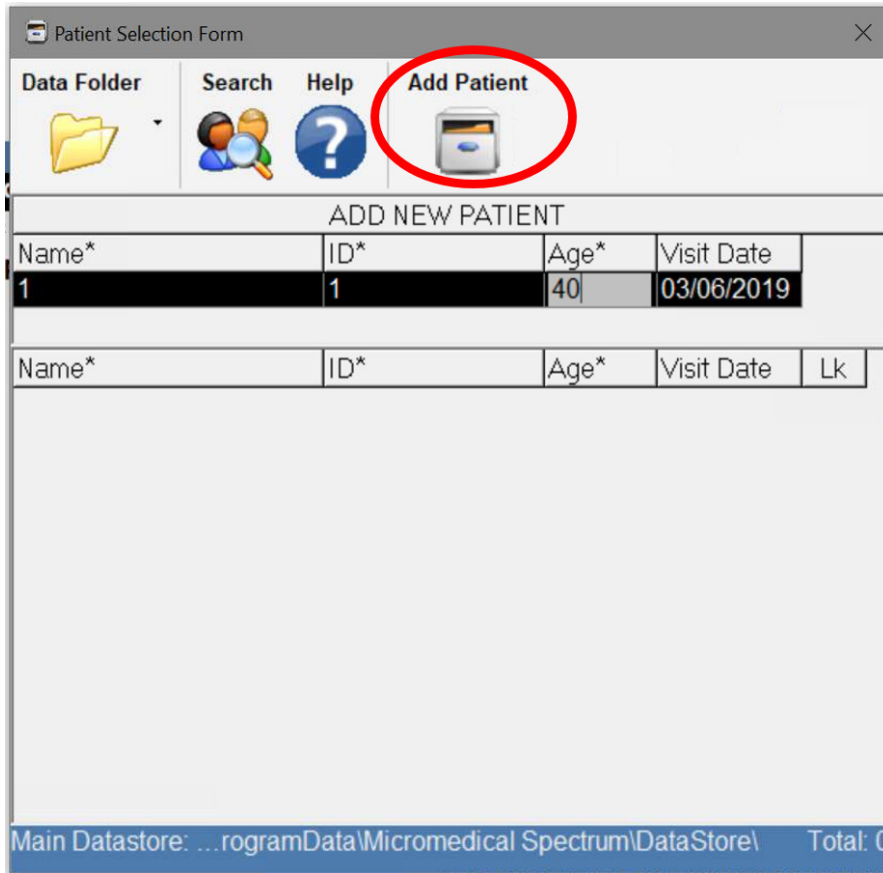 Patient Selection Form
Data Folder Search Help Add Patient
ADD NEW PATIENT
Name* ID* Age* Visit Date
1 1 40 03/06/2019
Name* ID* Age* Visit Date Lk
Main Datastore: ...rogramData\Micromedical Spectrum\DataStore\ Total: 0